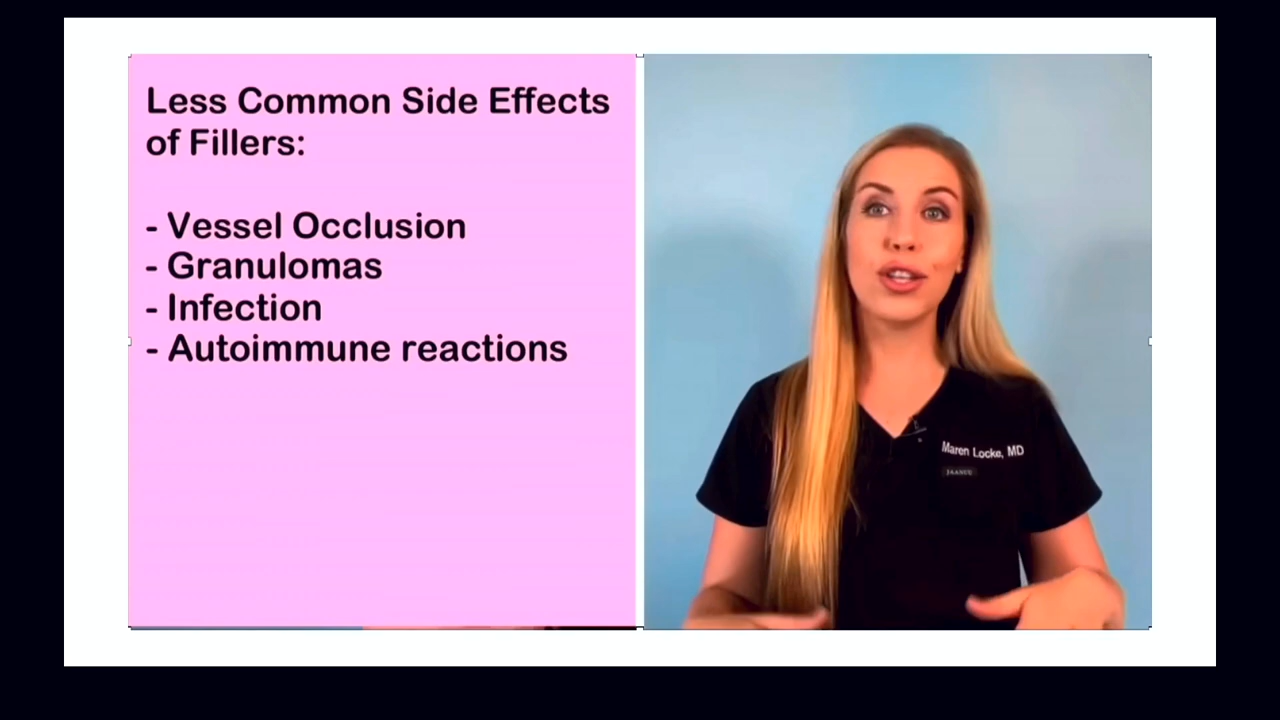 Less Common Side Effects
of Fillers:
- Vessel Occlusion
- Granulomas
- Infection
- Autoimmune reactions
Maren Locke, MD